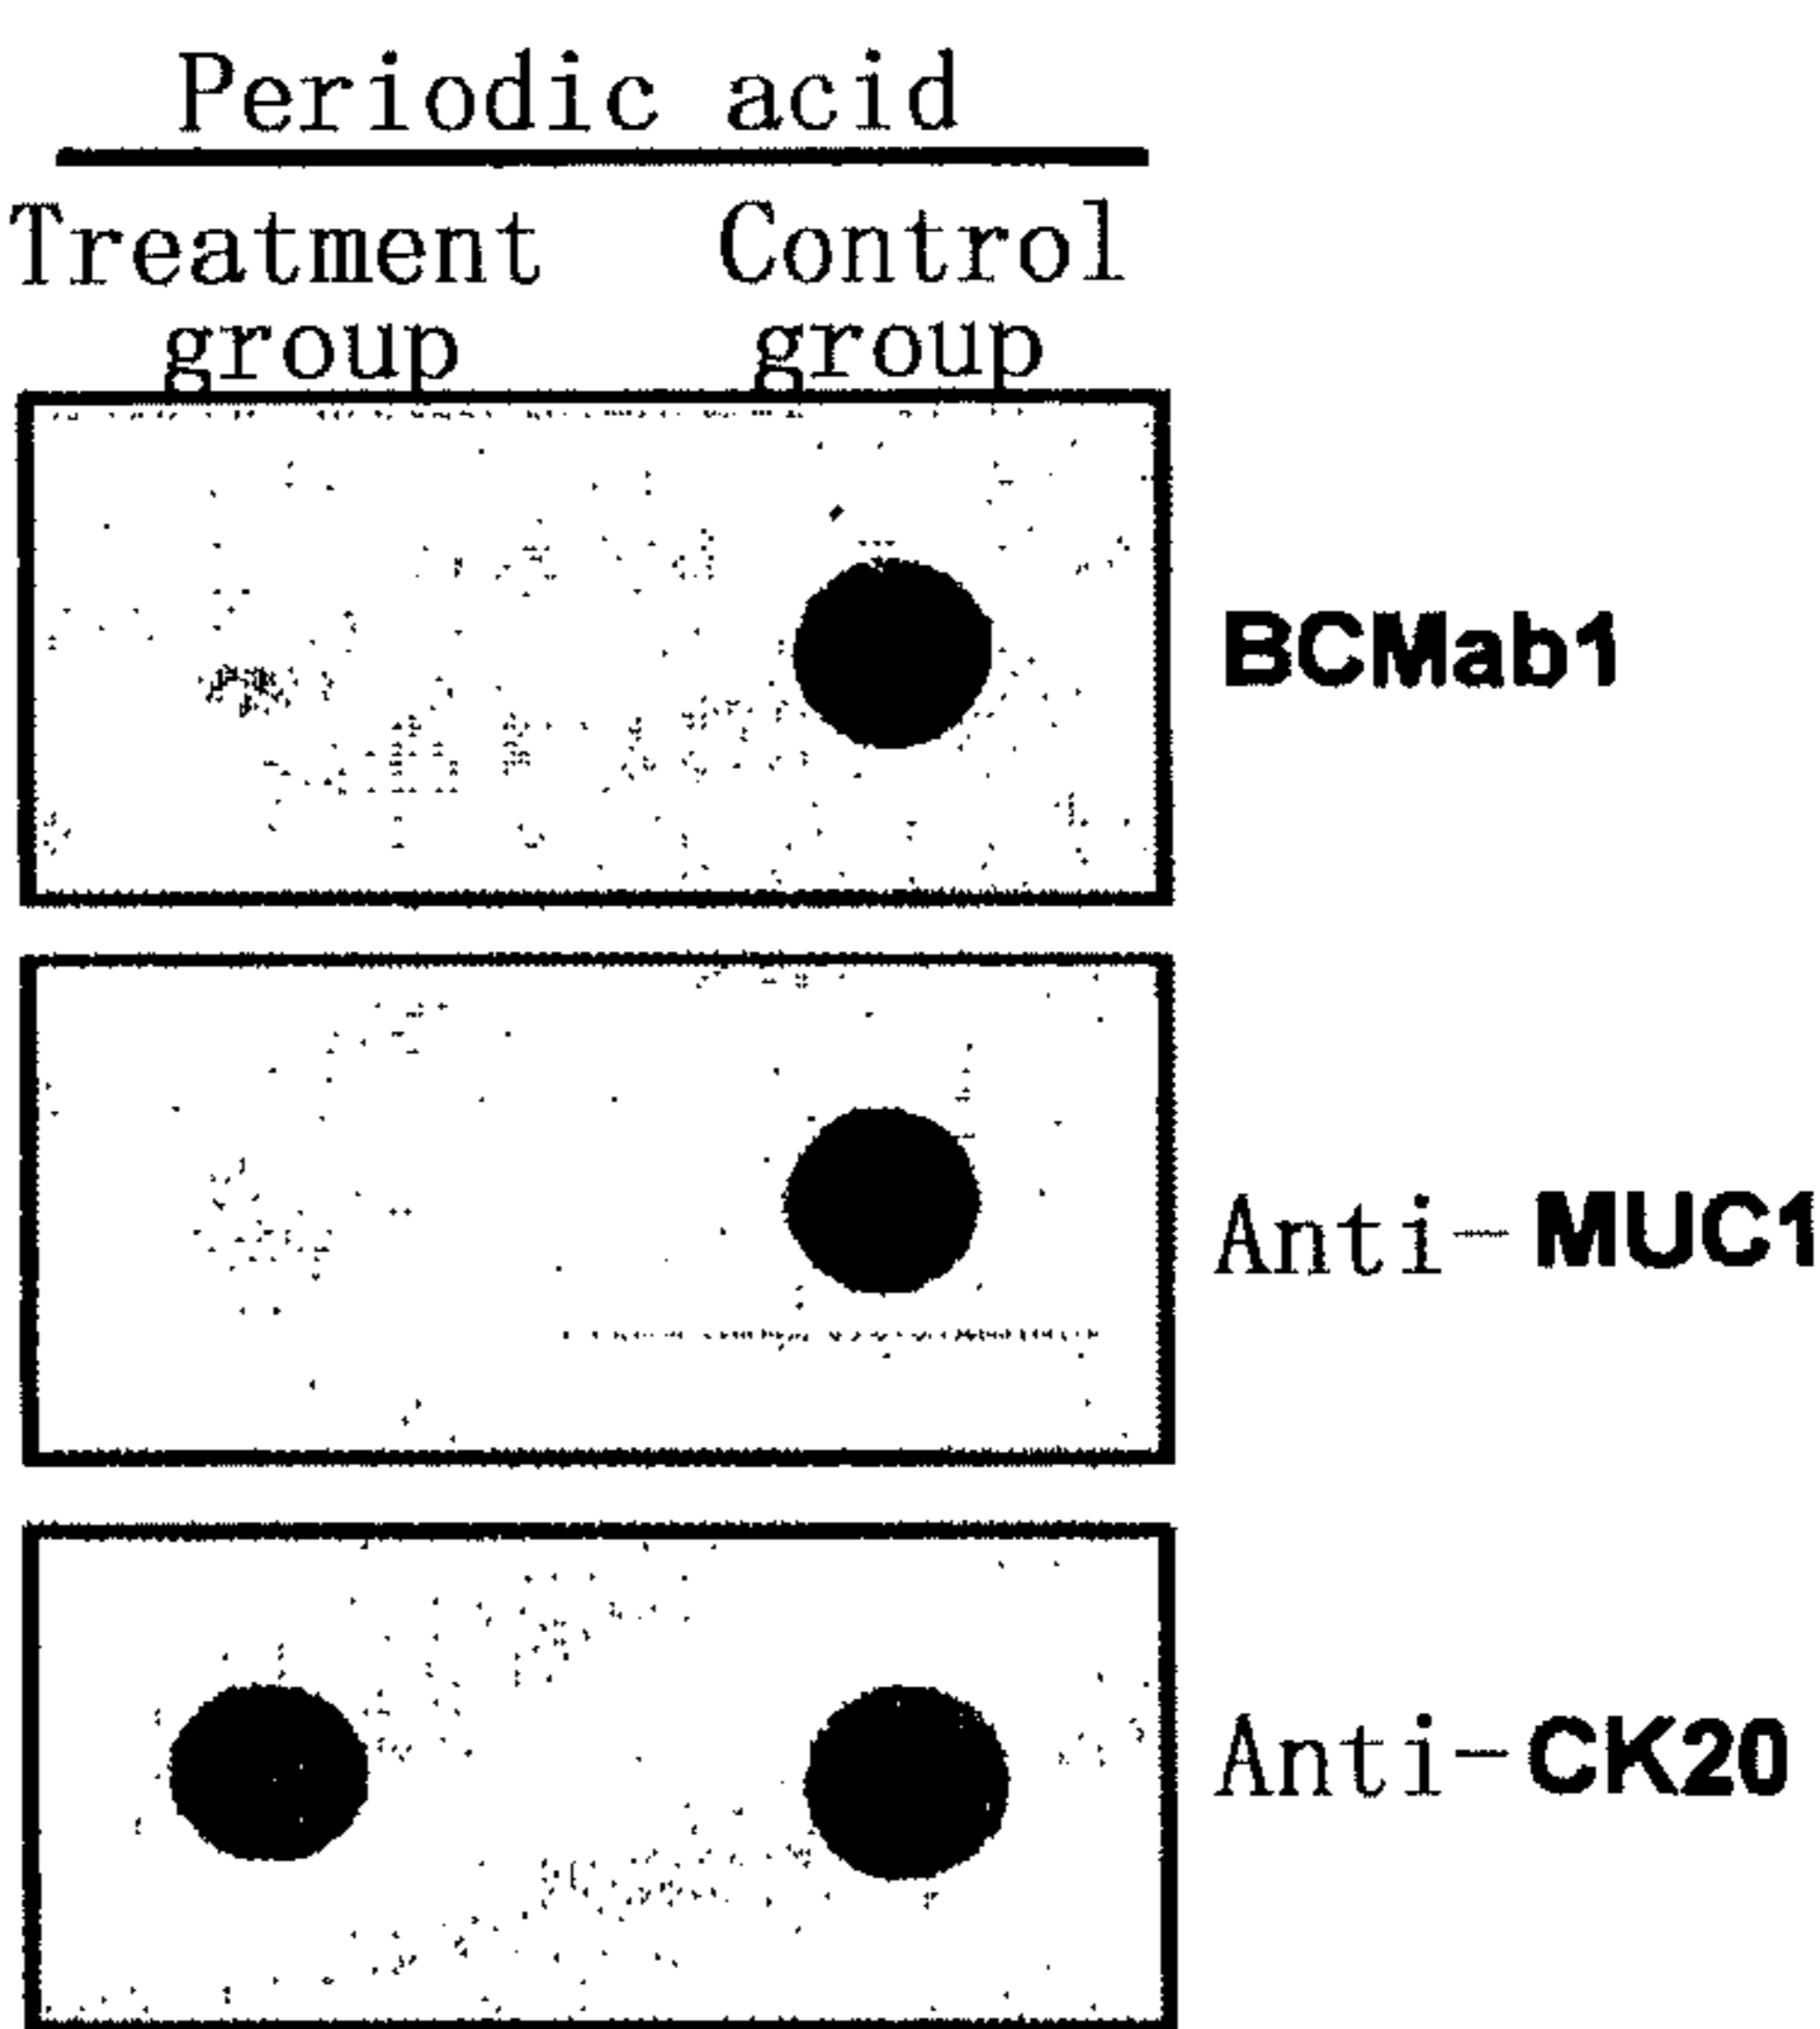 Periodic acid
Treatment group
Control group
BCMab1
Anti-MUC1
Anti-CK20